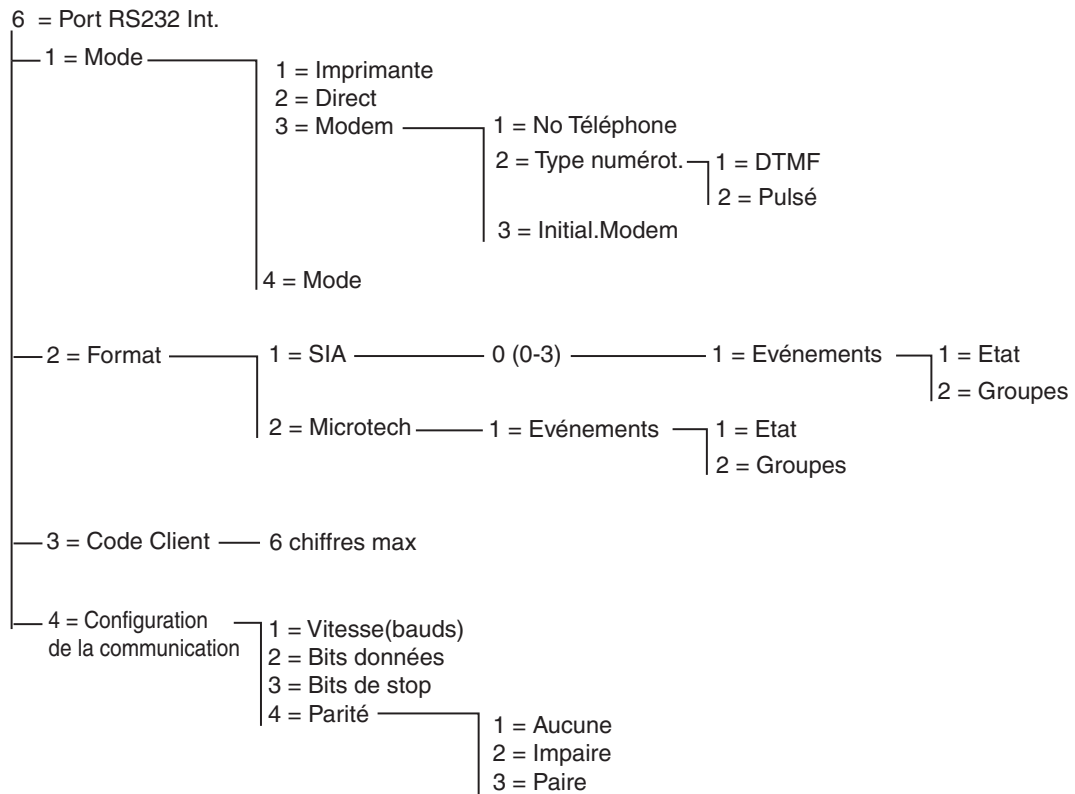 6 = Port RS232 Int.
1 = Mode
1 = Imprimante
2 = Direct
3 = Modem
1 = No Téléphone
2 = Type numérot.
1 = DTMF
2 = Pulsé
3 = Initial.Modem
4 = Mode
2 = Format
1 = SIA
0 (0-3)
1 = Evénements
1 = Etat
2 = Groupes
2 = Microtech
1 = Evénements
1 = Etat
2 = Groupes
3 = Code Client
6 chiffres max
4 = Configuration
de la communication
1 = Vitesse(bauds)
2 = Bits données
3 = Bits de stop
4 = Parité
1 = Aucune
2 = Impaire
3 = Paire